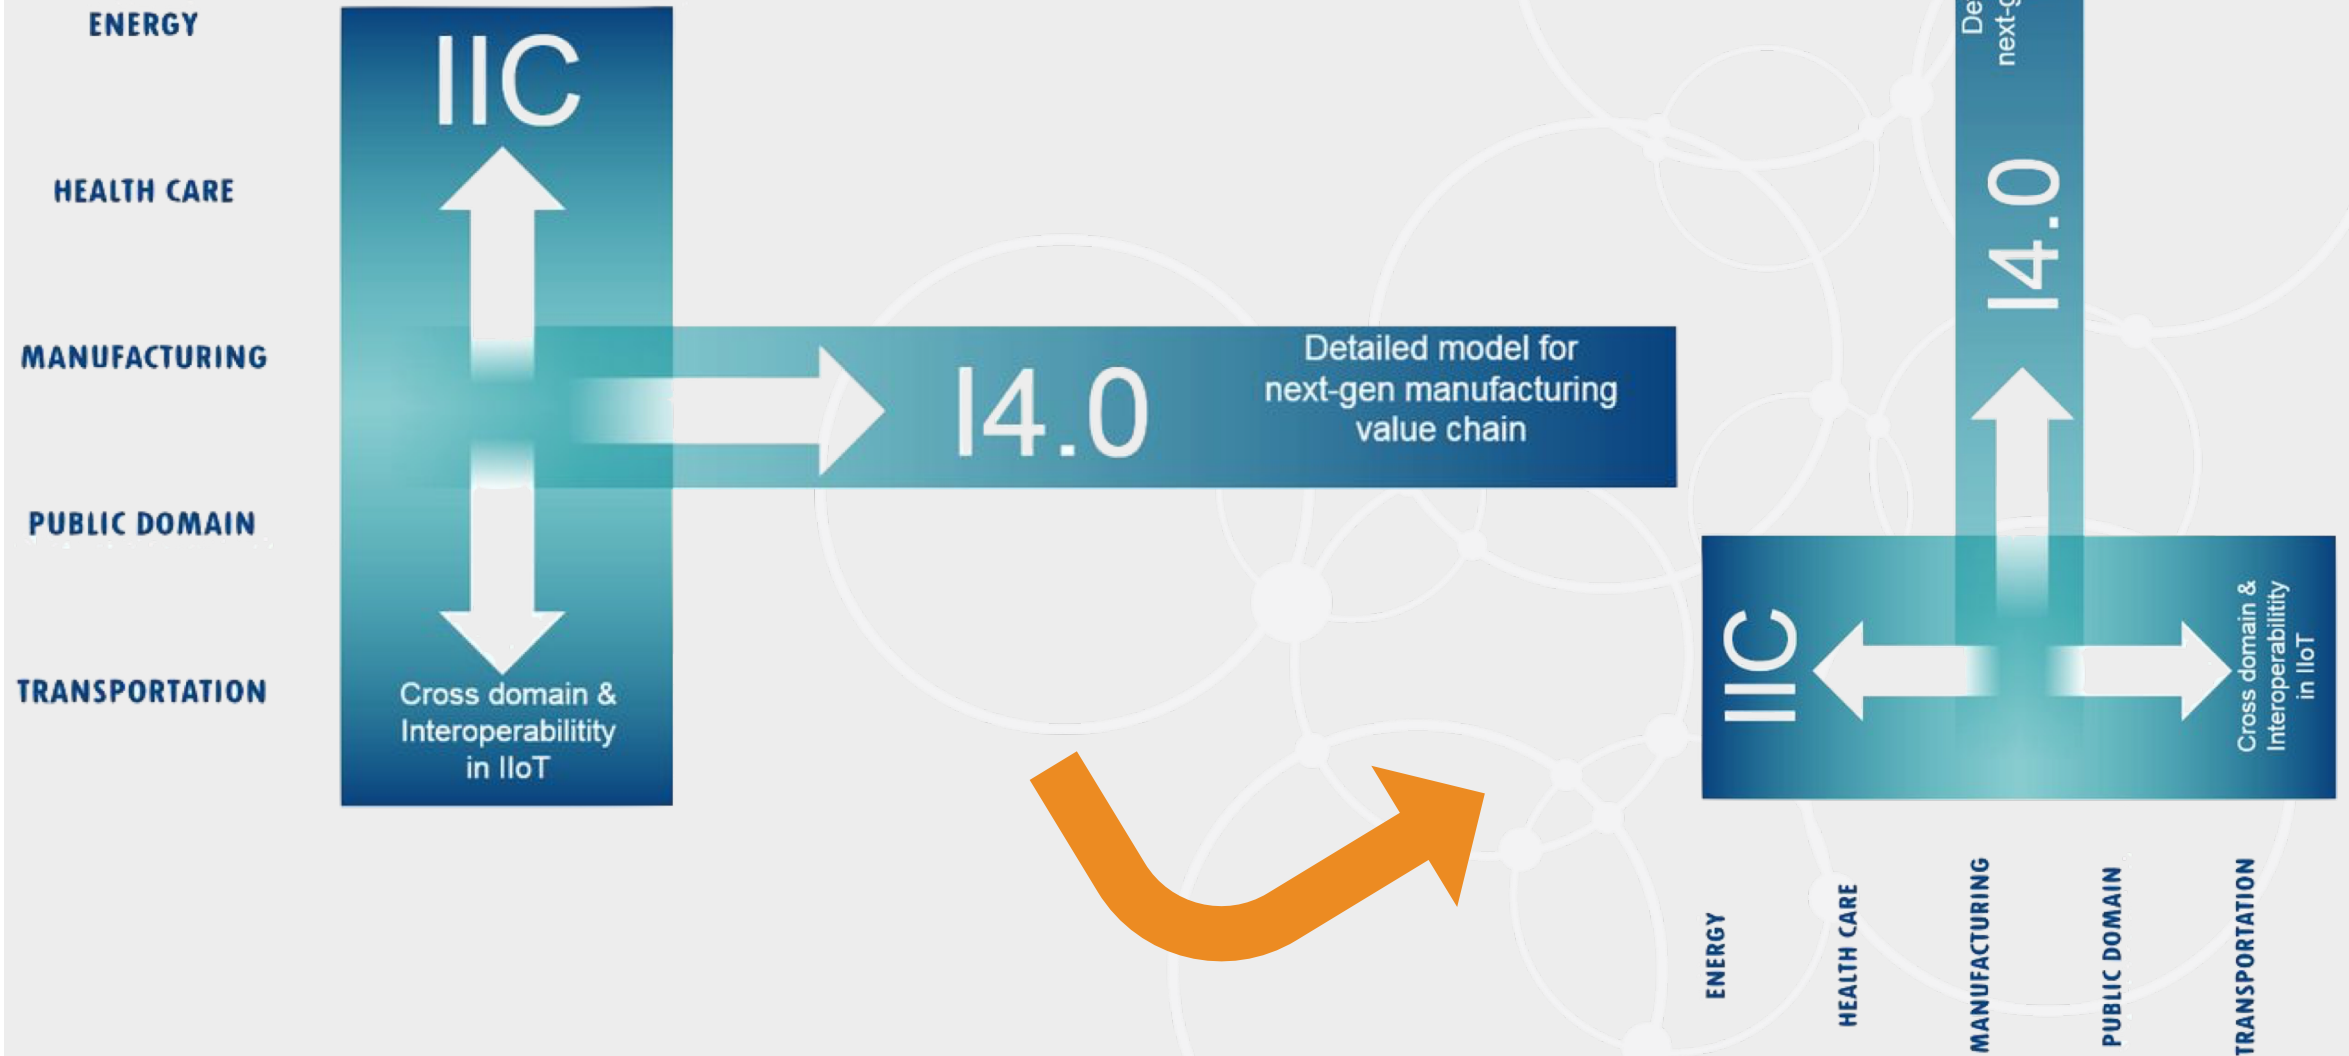 ENERGY
HEALTH CARE
MANUFACTURING
PUBLIC DOMAIN
TRANSPORTATION
IIC
Cross domain &
Interoperabilitity
in IIoT
I4.0
Detailed model for
next-gen manufacturing
value chain
I4.0
IIC
Cross domain &
Interoperabilitity
in IIoT
ENERGY
HEALTH CARE
MANUFACTURING
PUBLIC DOMAIN
TRANSPORTATION